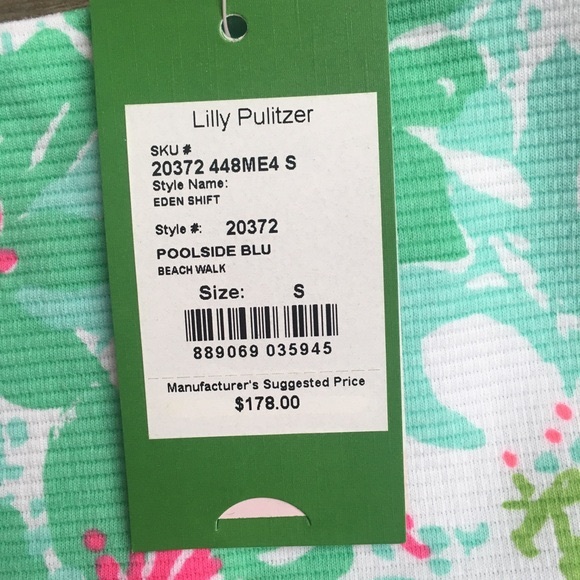 Lilly Pulitzer
SKU #
20372 448ME4 S
Style Name:
EDEN SHIFT
Style #: 20372
POOLSIDE BLU
BEACH WALK
Size: S
889069 035945
Manufacturer's Suggested Price
$178.00